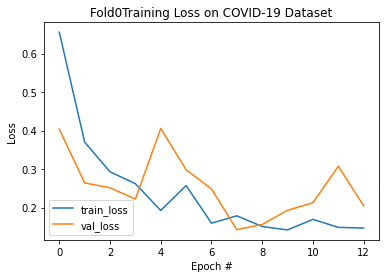 Fold0Training Loss on COVID-19 Dataset
Loss
0.6
0.5
0.4
0.3
0.2
train_loss
val_loss
0 2 4 6 8 10 12
Epoch #